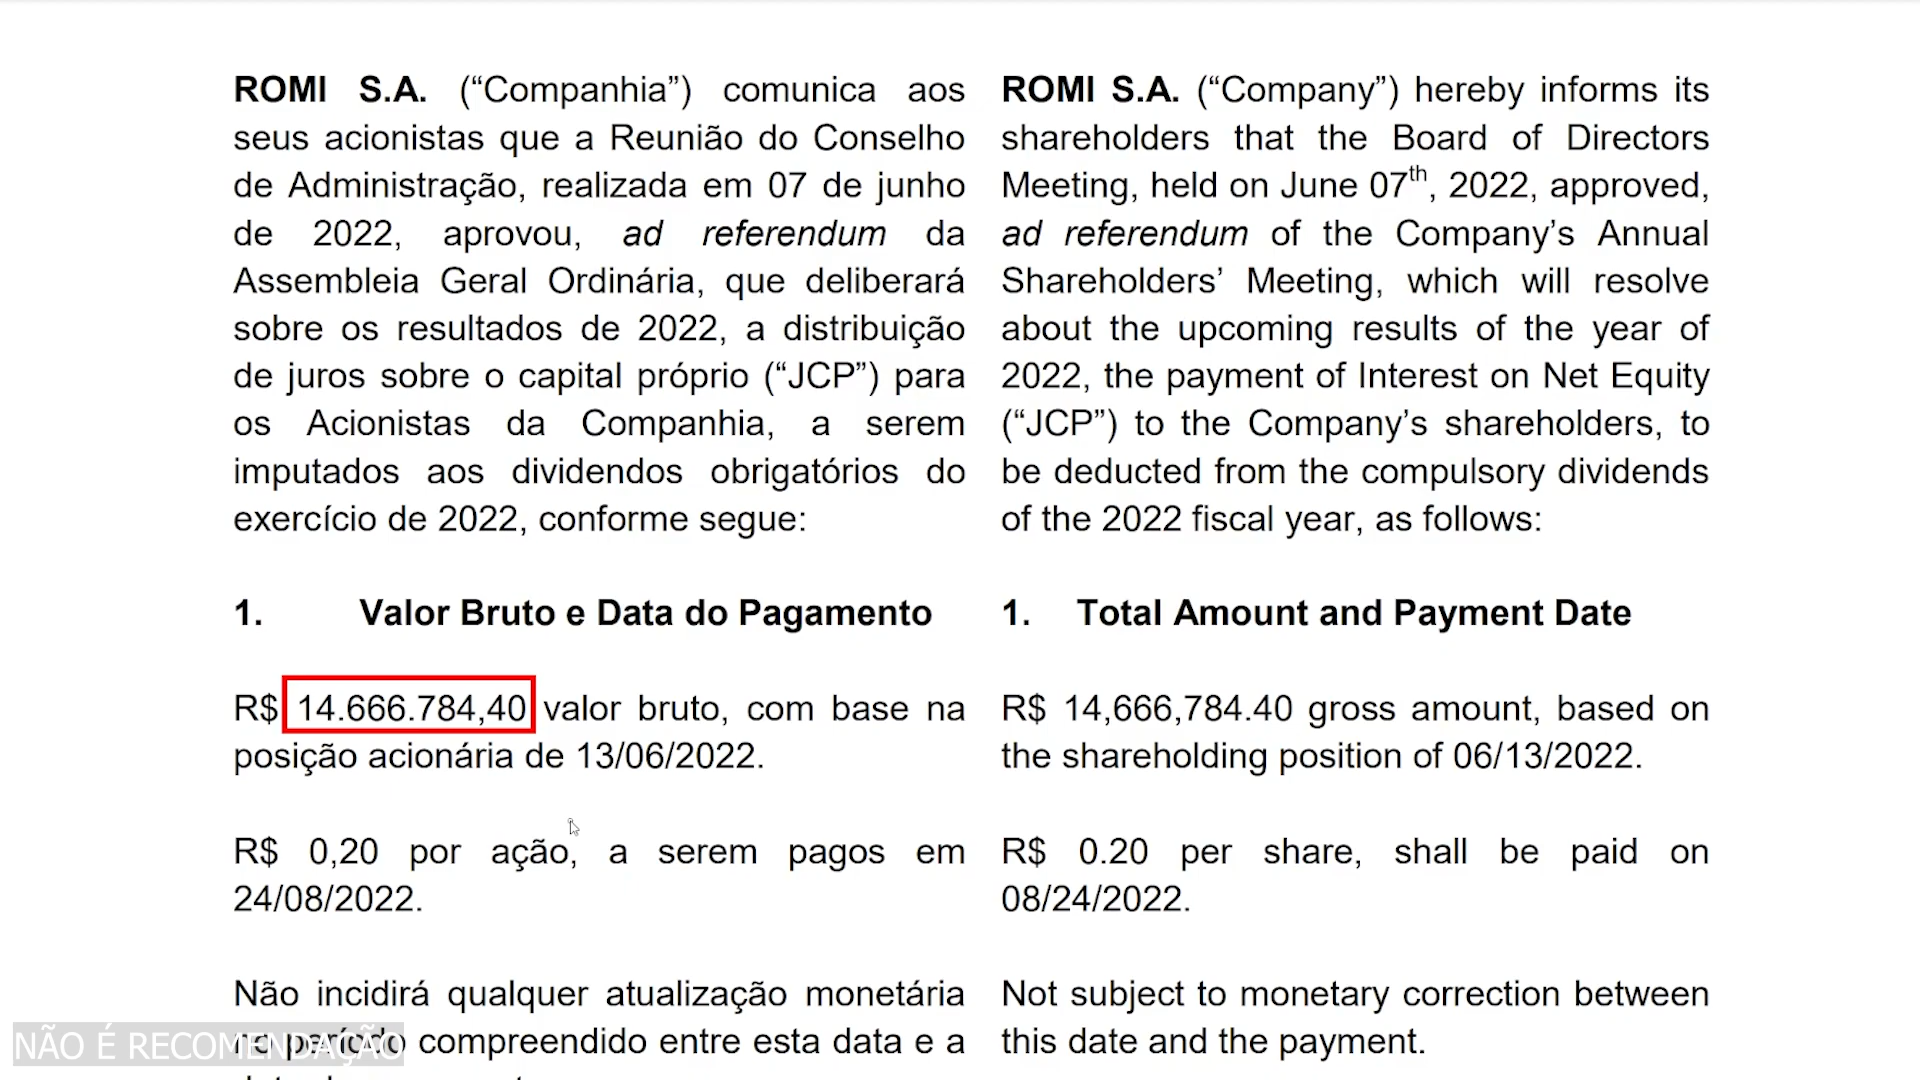 ROMI S.A. (“Companhia”) comunica aos
seus acionistas que a Reunião do Conselho
de Administração, realizada em 07 de junho
de 2022, aprovou, ad referendum da
Assembleia Geral Ordinária, que deliberará
sobre os resultados de 2022, a distribuição
de juros sobre o capital próprio (“JCP”) para
os Acionistas da Companhia, a serem
imputados aos dividendos obrigatórios do
exercício de 2022, conforme segue:
1. Valor Bruto e Data do Pagamento
R$ 14.666.784,40 valor bruto, com base na
posição acionária de 13/06/2022.
R$ 0,20 por ação, a serem pagos em
24/08/2022.
Não incidirá qualquer atualização monetária
no período compreendido entre esta data e a
ROMI S.A. (“Company”) hereby informs its
shareholders that the Board of Directors
Meeting, held on June 07th, 2022, approved,
ad referendum of the Company’s Annual
Shareholders’ Meeting, which will resolve
about the upcoming results of the year of
2022, the payment of Interest on Net Equity
(“JCP”) to the Company’s shareholders, to
be deducted from the compulsory dividends
of the 2022 fiscal year, as follows:
1. Total Amount and Payment Date
R$ 14,666,784.40 gross amount, based on
the shareholding position of 06/13/2022.
R$ 0.20 per share, shall be paid on
08/24/2022.
Not subject to monetary correction between
this date and the payment.
NÃO É RECOMENDAÇÃO